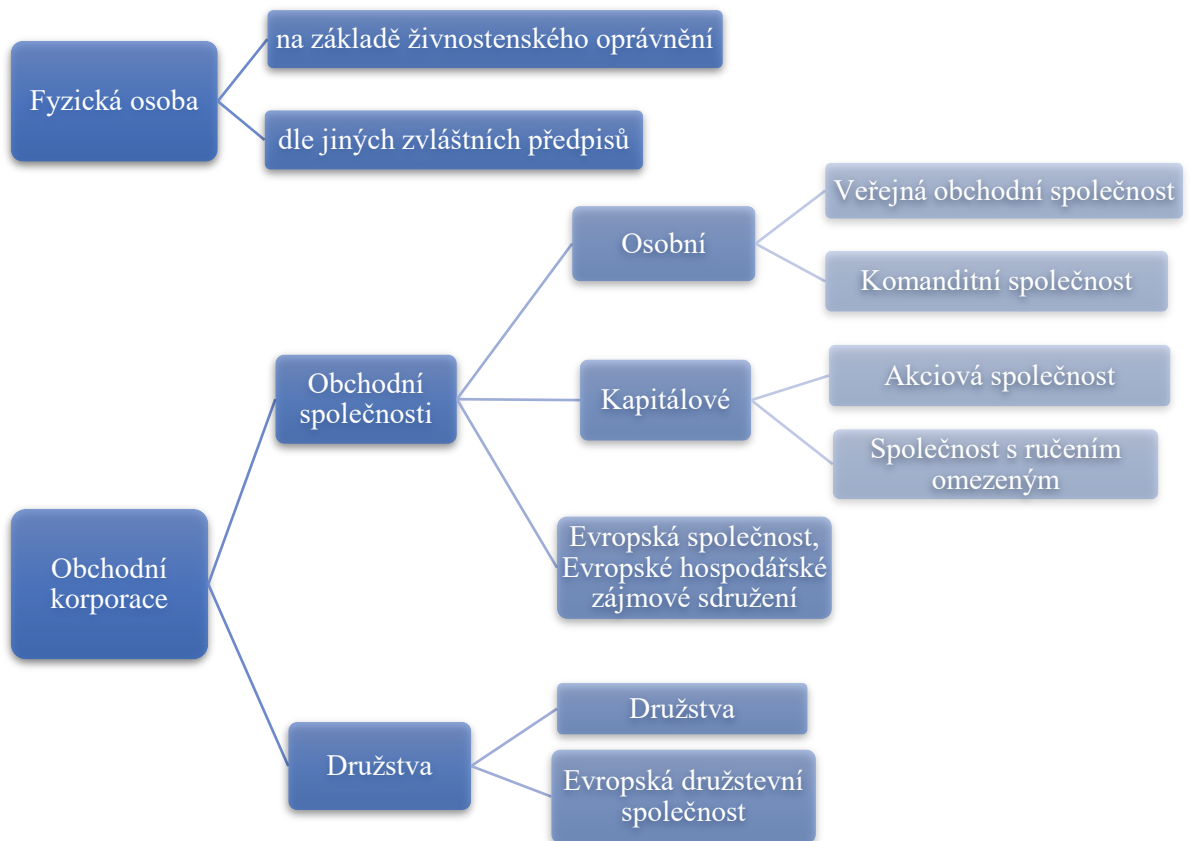 na základě živnostenského oprávnění
Fyzická osoba
dle jiných zvláštních předpisů
Veřejná obchodní společnost
Osobní
Komanditní společnost
Obchodní
společnosti
Kapitálové
Akciová společnost
Společnost s ručením
omezeným
Obchodní
korporace
Evropská společnost,
Evropské hospodářské
zájmové sdružení
Družstva
Družstva
Evropská družstevní
společnost